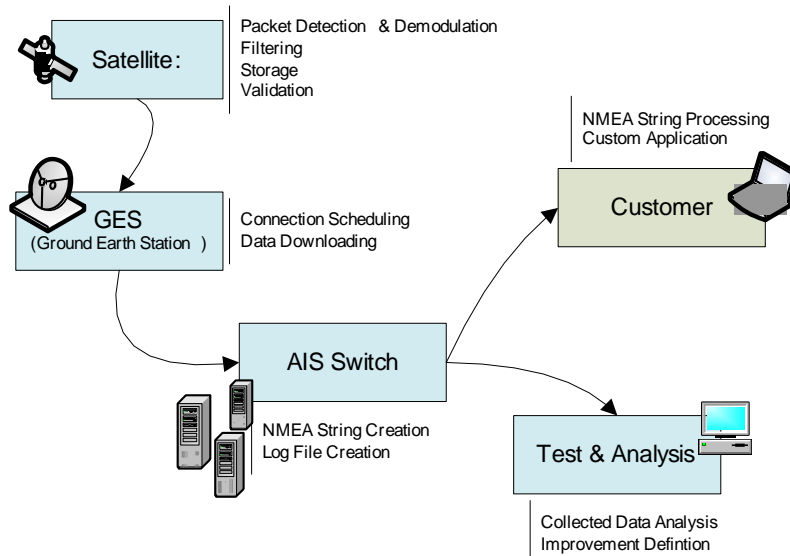 Satellite:
Packet Detection & Demodulation
Filtering
Storage
Validation
GES
(Ground Earth Station )
Connection Scheduling
Data Downloading
NMEA String Processing
Custom Application
Customer
AIS Switch
NMEA String Creation
Log File Creation
Test & Analysis
Collected Data Analysis
Improvement Defintion